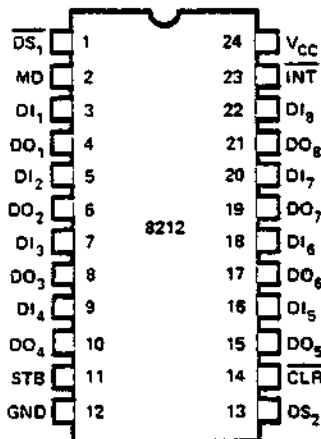 DS₁ 1 24 VCC
MD 2 23 INT
DI₁ 3 22 DI₈
DO₁ 4 21 DO₈
DI₂ 5 20 DI₇
DO₂ 6 19 DO₇
DI₃ 7 18 DI₆
8212
DO₃ 8 17 DO₆
DI₄ 9 16 DI₅
DO₄ 10 15 DO₅
STB 11 14 CLR
GND 12 13 DS₂